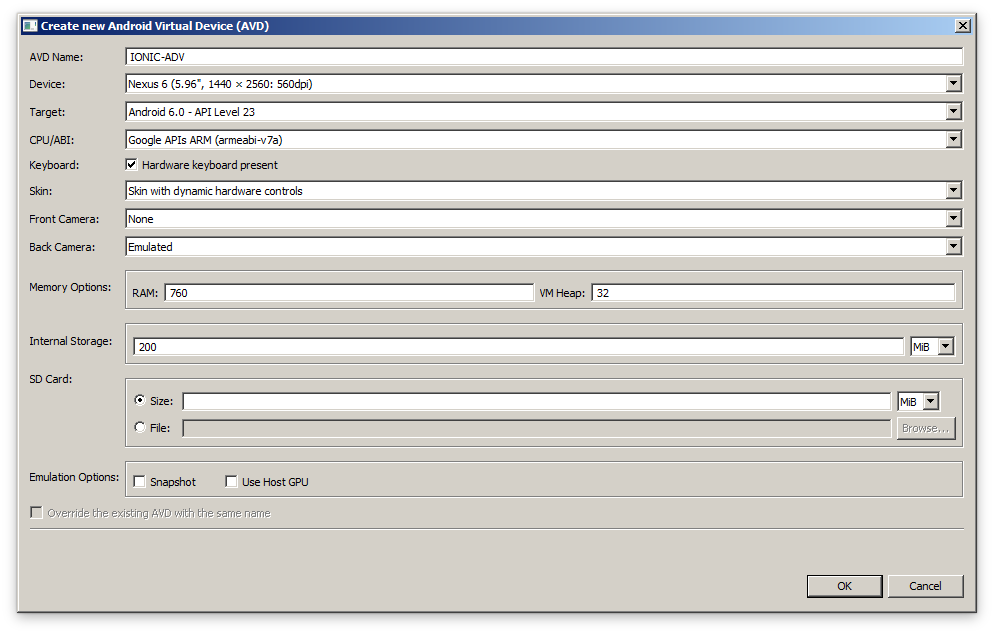 Create new Android Virtual Device (AVD)
AVD Name: IONIC-ADV
Device: Nexus 6 (5.96", 1440 × 2560: 560dpi)
Target: Android 6.0 - API Level 23
CPU/ABI: Google APIs ARM (armeabi-v7a)
Keyboard: Hardware keyboard present
Skin: Skin with dynamic hardware controls
Front Camera: None
Back Camera: Emulated
Memory Options: RAM: 760 VM Heap: 32
Internal Storage: 200 MiB
SD Card:
Size: MiB
File: Browse...
Emulation Options: Snapshot Use Host GPU
Override the existing AVD with the same name
OK Cancel